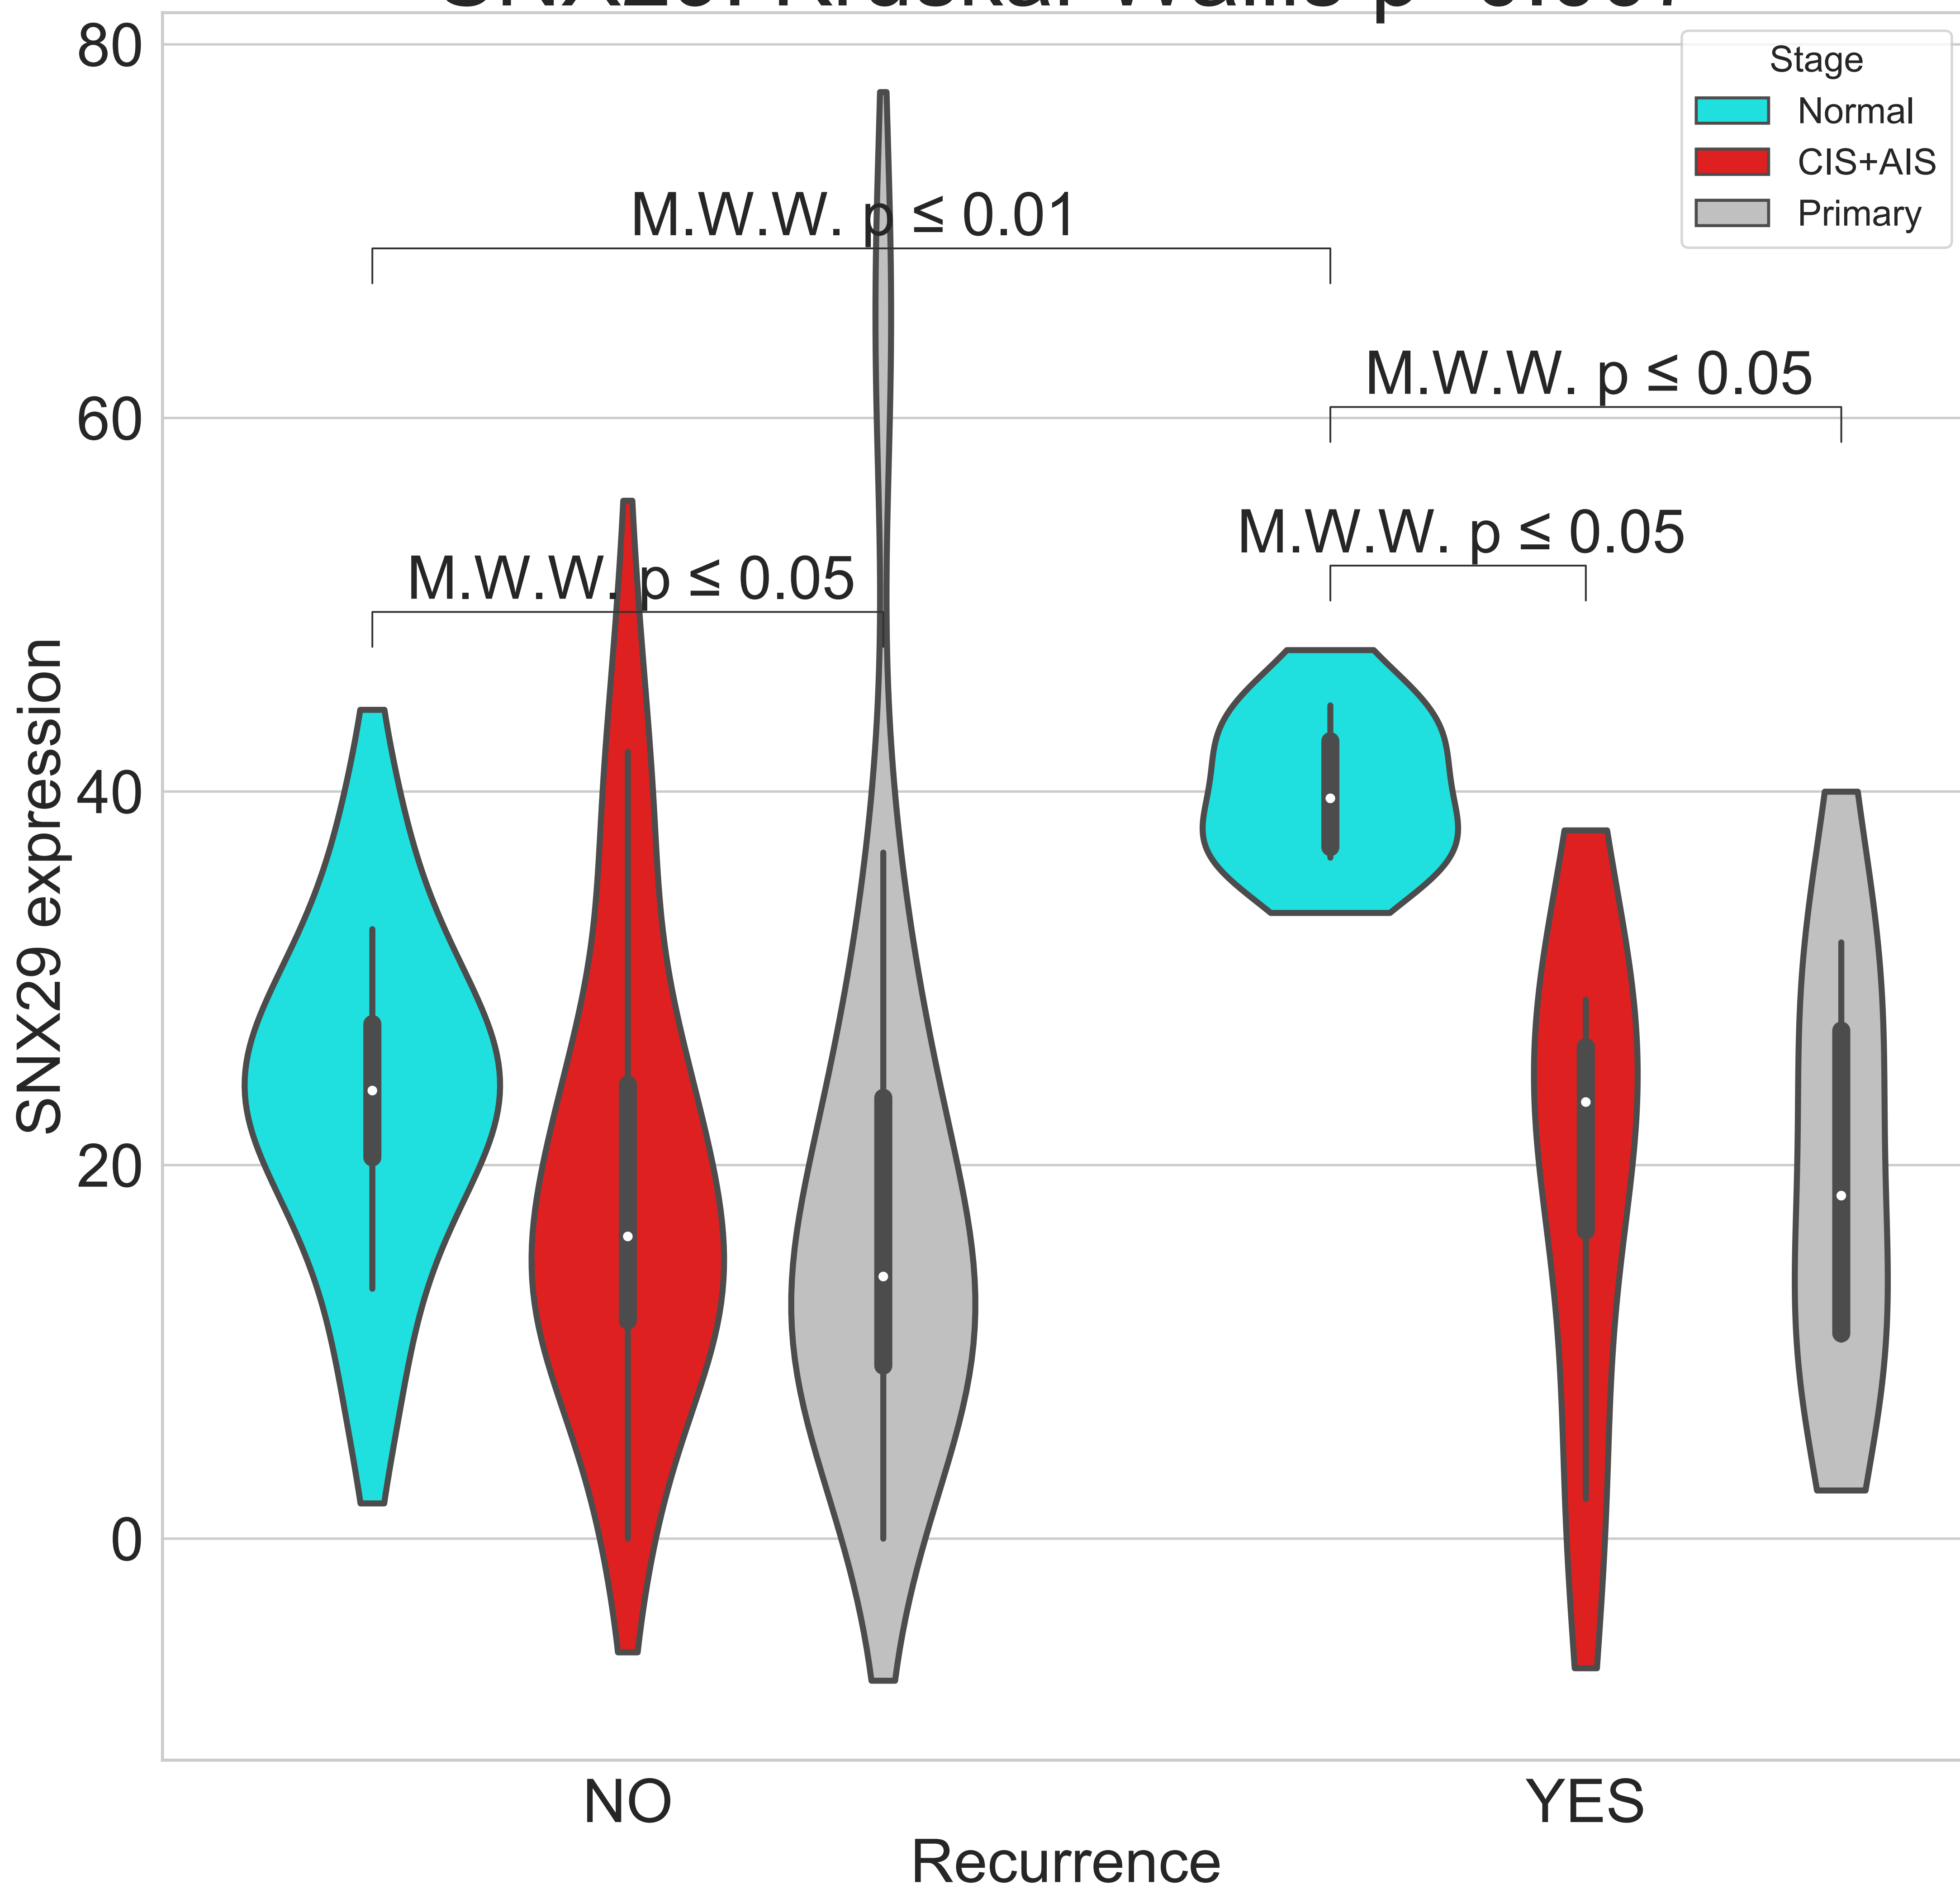 80
Stage
Normal
CIS+AIS
Primary
M.W.W. p ≤ 0.01
M.W.W. p ≤ 0.05
60
M.W.W. p ≤ 0.05
M.W.W. p ≤ 0.05
SNX29 expression
40
20
0
NO
YES
Recurrence